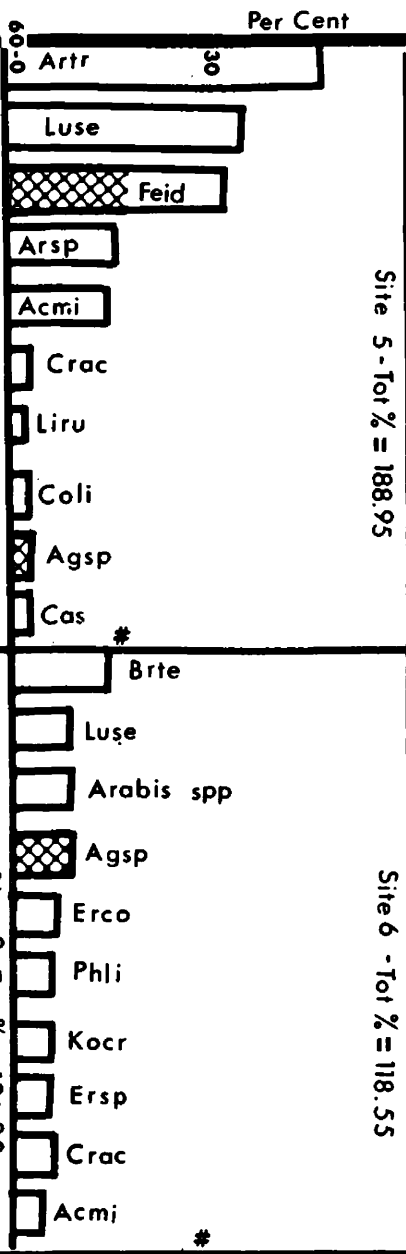 Per Cent
60-0
30
Site 5 - Tot % = 188.95
Artr
Luse
Feid
Arsp
Acmi
Crac
Liru
Coli
Agsp
Cas
#
Site 6 - Tot % = 118.55
Brte
Luse
Arabis spp
Agsp
Erco
Phli
Kocr
Ersp
Crac
Acmi
#